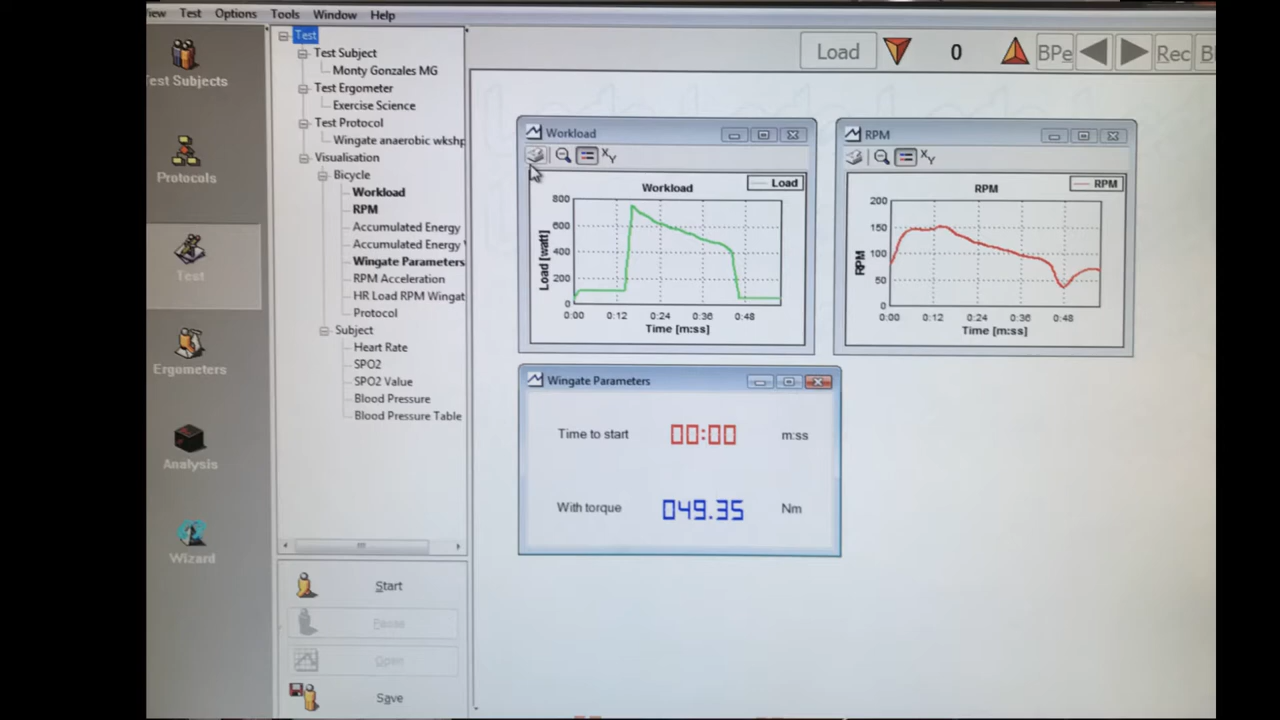 View Test Options Tools Window Help
Test Subjects
Protocols
Test
Ergometers
Analysis
Wizard
Test
Test Subject
Monty Gonzales MG
Test Ergometer
Exercise Science
Test Protocol
Wingate anaerobic wkshp
Visualisation
Bicycle
Workload
RPM
Accumulated Energy
Accumulated Energy
Wingate Parameters
RPM Acceleration
HR Load RPM Wingat
Protocol
Subject
Heart Rate
SPO2
SPO2 Value
Blood Pressure
Blood Pressure Table
Start
Pause
Open
Save
Load 0 BPe Rec B
Workload
XY
Workload
Load
Load [watt]
800
600
400
200
0
0:00 0:12 0:24 0:36 0:48
Time [m:ss]
RPM
XY
RPM
RPM
RPM
200
150
100
50
0
0:00 0:12 0:24 0:36 0:48
Time [m:ss]
Wingate Parameters
Time to start 00:00 m:ss
With torque 049.35 Nm